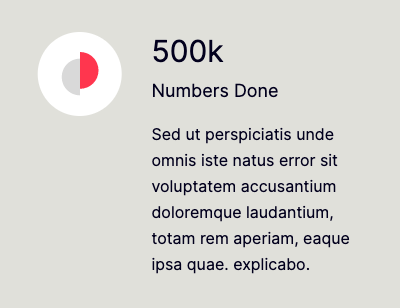 500k
Numbers Done
Sed ut perspiciatis unde
omnis iste natus error sit
voluptatem accusantium
doloremque laudantium,
totam rem aperiam, eaque
ipsa quae. explicabo.